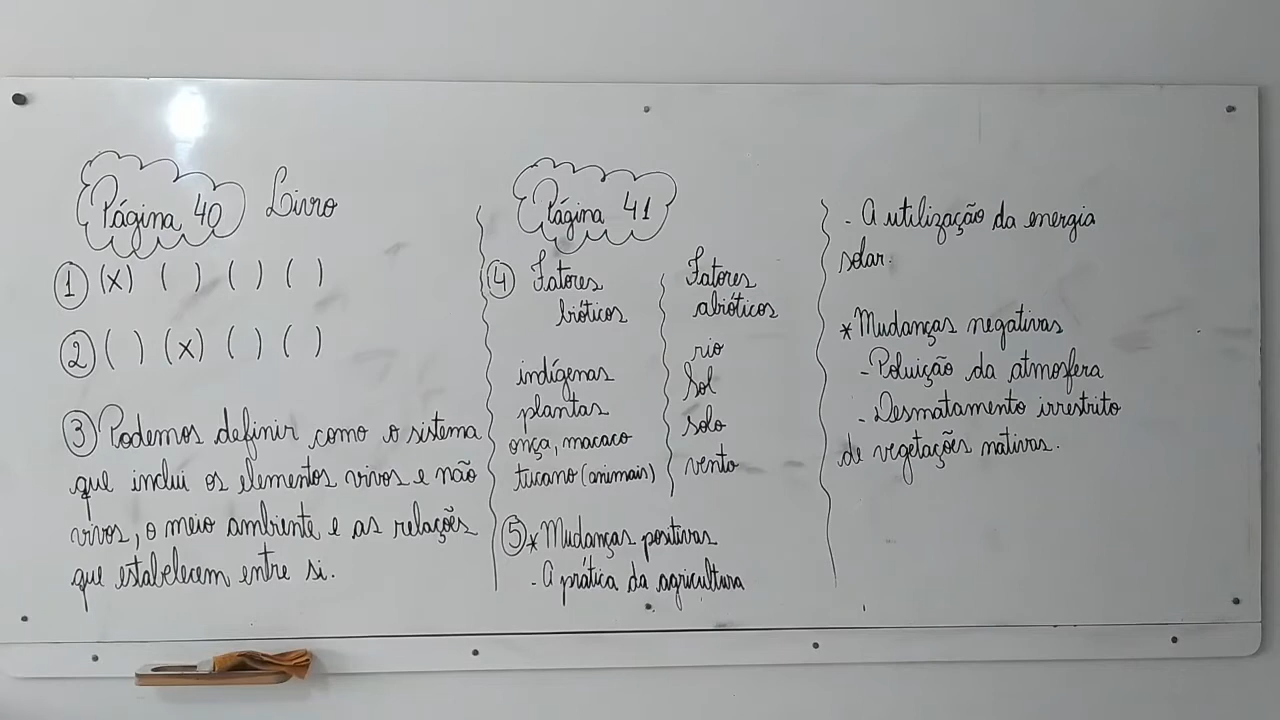 Página 40 Livro
1 (x) ( ) ( ) ( )
2 ( ) (x) ( ) ( )
3 Podemos definir como o sistema
que inclui os elementos vivos e não
vivos, o meio ambiente e as relações
que estabelecem entre si.
Página 41
4 Fatores
bióticos
indígenas
plantas
onça, macaco
tucano (animais)
Fatores
abióticos
rio
Sol
Solo
vento
5 * Mudanças positivas
- A prática da agricultura
- A utilização da energia
solar.
* Mudanças negativas
- Poluição da atmosfera
- Desmatamento irrestrito
de vegetações nativas.